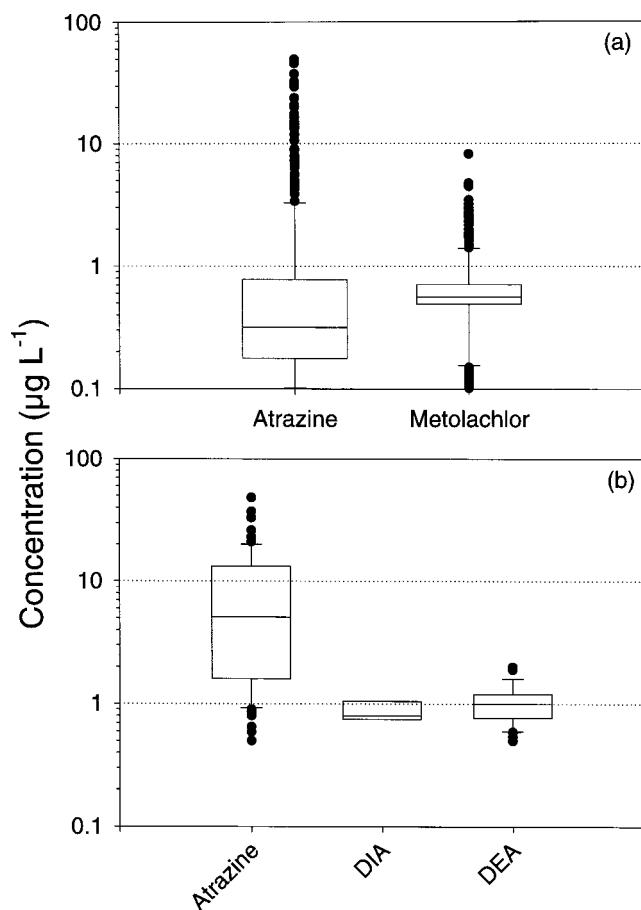 100
(a)
10
1
0.1
Atrazine
Metolachlor
Concentration (µg L⁻¹)
100
(b)
10
1
0.1
Atrazine
DIA
DEA